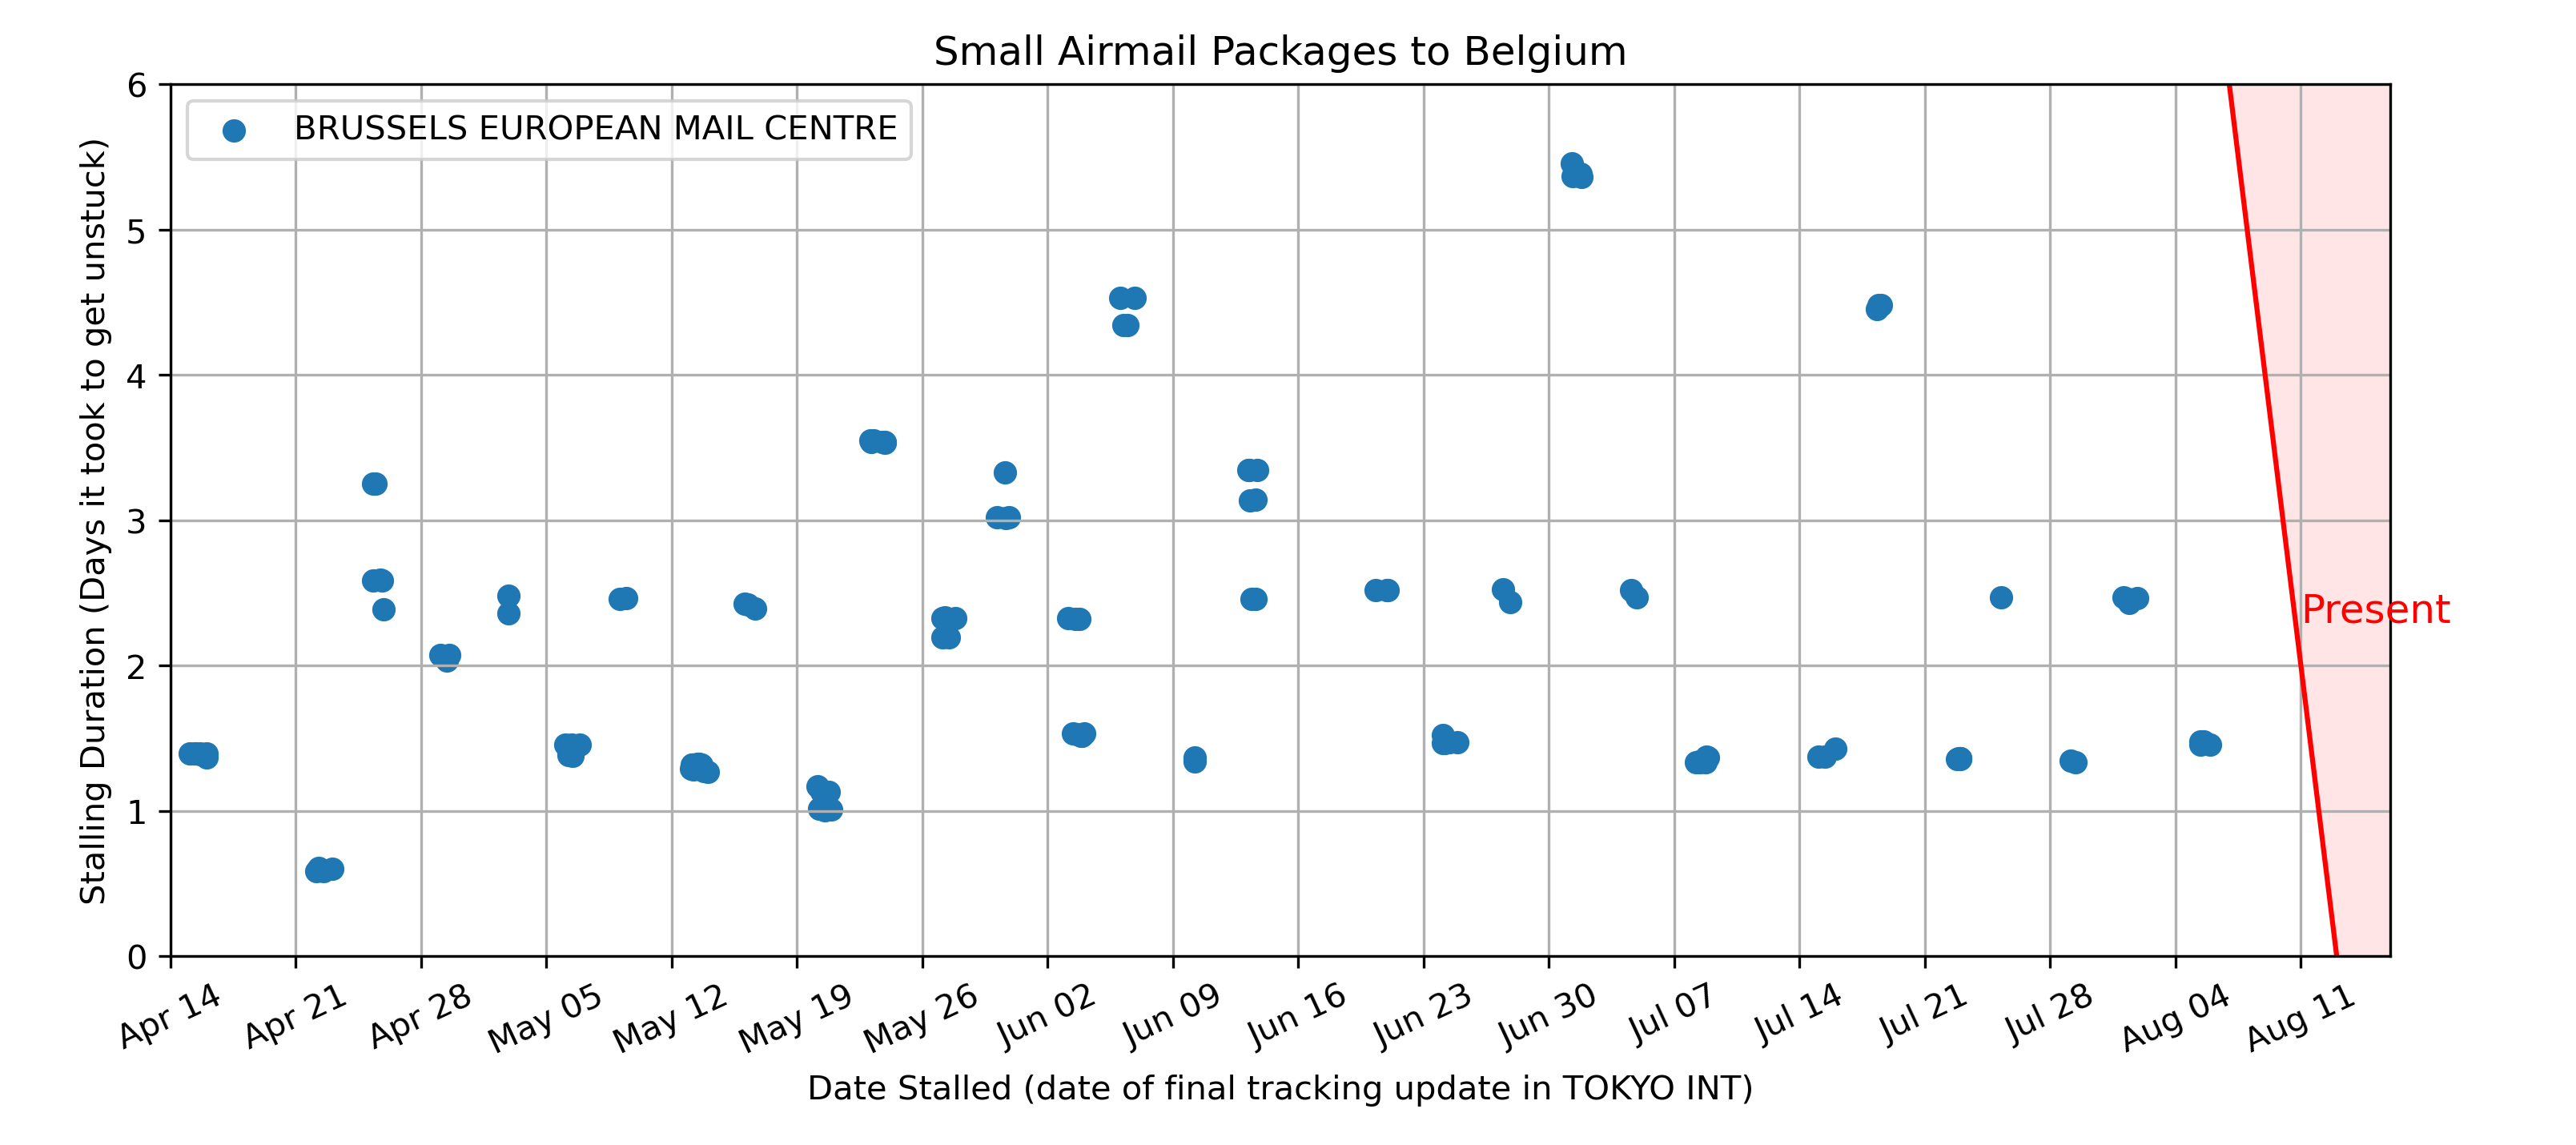 Small Airmail Packages to Belgium
BRUSSELS EUROPEAN MAIL CENTRE
Stalling Duration (Days it took to get unstuck)
6
5
4
3
2
1
0
Present
Apr 14
Apr 21
Apr 28
May 05
May 12
May 19
May 26
Jun 02
Jun 09
Jun 16
Jun 23
Jun 30
Jul 07
Jul 14
Jul 21
Jul 28
Aug 04
Aug 11
Date Stalled (date of final tracking update in TOKYO INT)